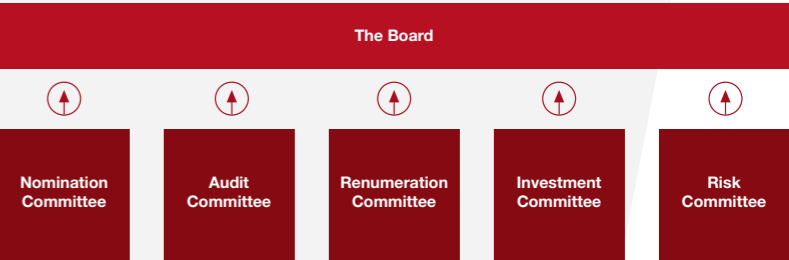 The Board
Nomination
Committee
Audit
Committee
Renumeration
Committee
Investment
Committee
Risk
Committee